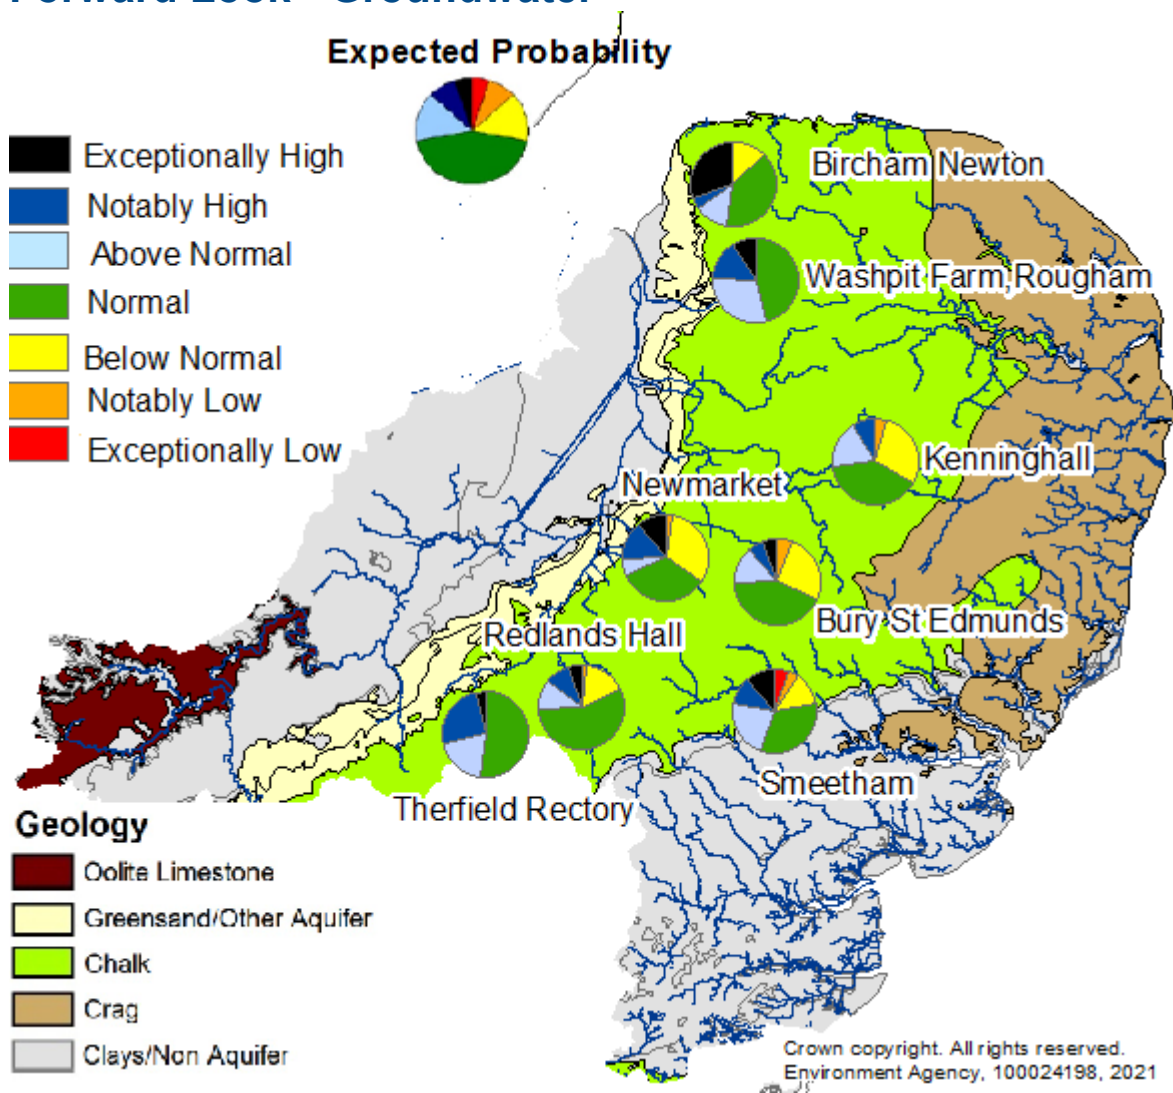 Expected Probability
Exceptionally High
Notably High
Above Normal
Normal
Below Normal
Notably Low
Exceptionally Low
Bircham Newton
Washpit Farm,Rougham
Kenninghall
Newmarket
Bury St Edmunds
Redlands Hall
Smeetham
Therfield Rectory
Geology
Oolite Limestone
Greensand/Other Aquifer
Chalk
Crag
Clays/Non Aquifer
Crown copyright. All rights reserved.
Environment Agency, 100024198, 2021